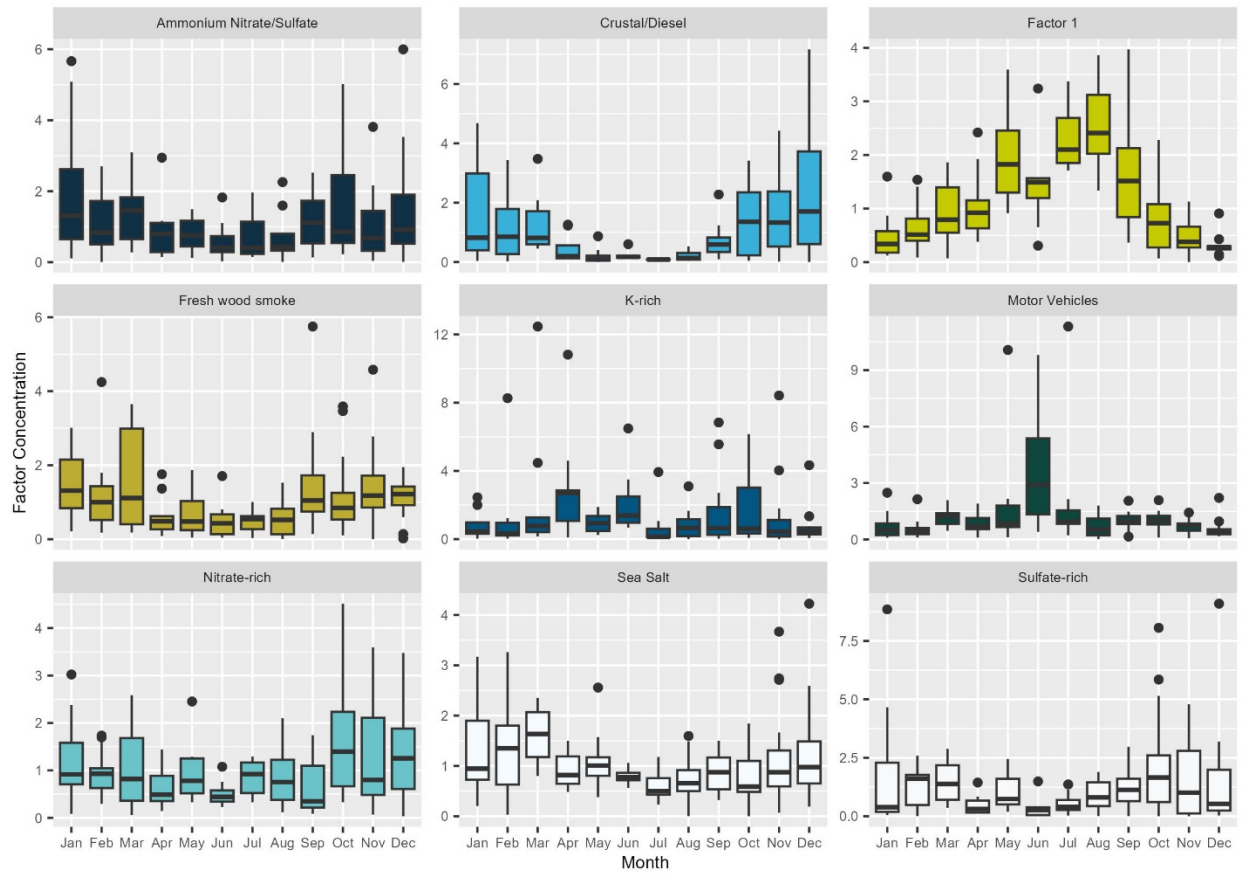 Ammonium Nitrate/Sulfate
Crustal/Diesel
Factor 1
6
4
2
0
6
4
2
0
4
3
2
1
0
Fresh wood smoke
K-rich
Motor Vehicles
Factor Concentration
6
4
2
0
12
8
4
0
9
6
3
0
Nitrate-rich
Sea Salt
Sulfate-rich
4
3
2
1
0
4
3
2
1
0
7.5
5.0
2.5
0.0
Jan Feb Mar Apr May Jun Jul Aug Sep Oct Nov Dec
Jan Feb Mar Apr May Jun Jul Aug Sep Oct Nov Dec
Jan Feb Mar Apr May Jun Jul Aug Sep Oct Nov Dec
Month